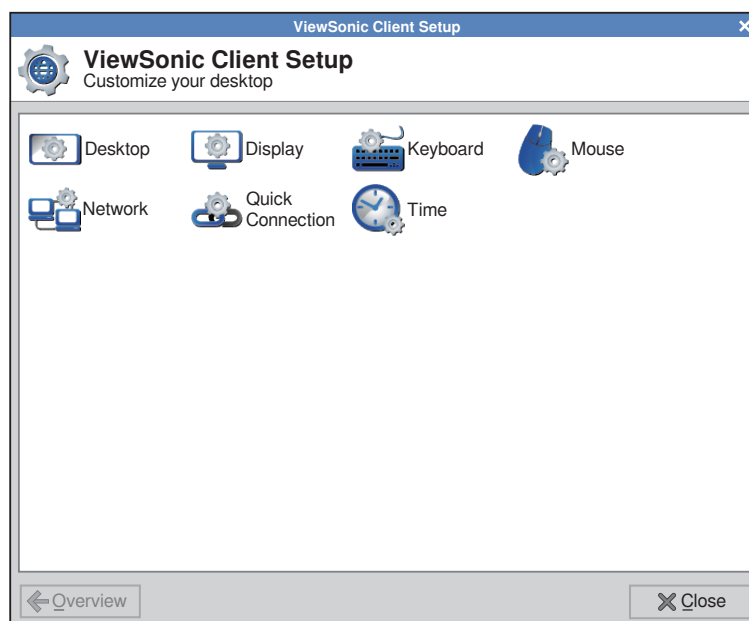 ViewSonic Client Setup
ViewSonic Client Setup
Customize your desktop
Desktop
Display
Keyboard
Mouse
Network
Quick
Connection
Time
Overview
Close